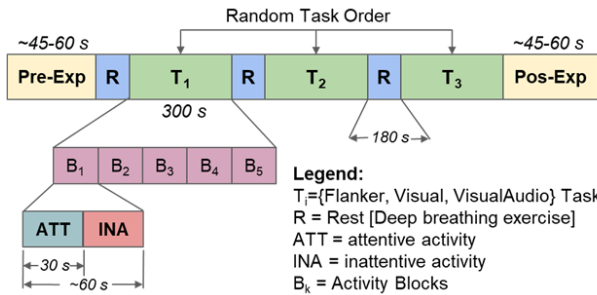 Random Task Order
~45-60 s
~45-60 s
Pre-Exp R T1 R T2 R T3 Pos-Exp
300 s
180 s
B1 B2 B3 B4 B5
ATT INA
30 s
~60 s
Legend:
Ti={Flanker, Visual, VisualAudio} Task
R = Rest [Deep breathing exercise]
ATT = attentive activity
INA = inattentive activity
Bk = Activity Blocks